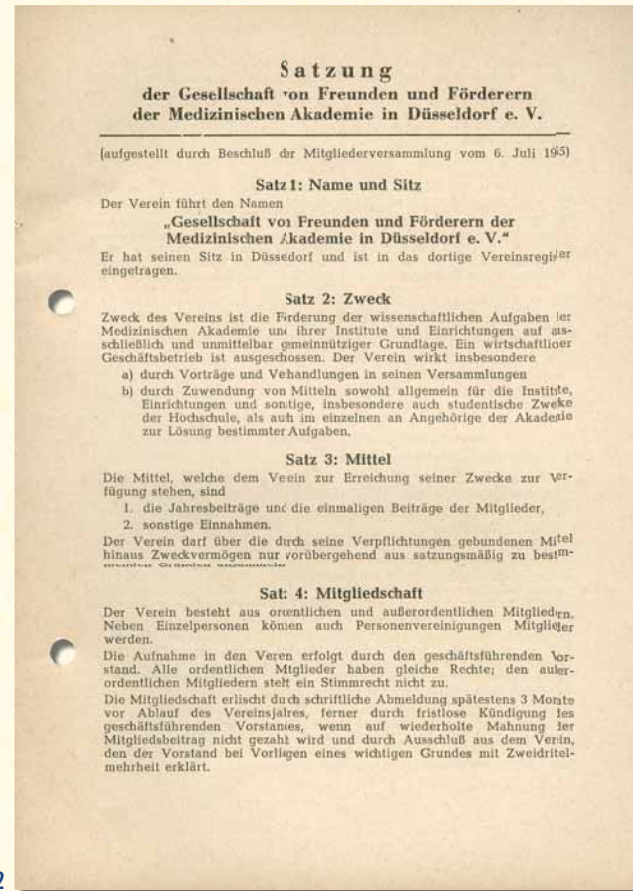 Satzung
der Gesellschaft von Freunden und Förderern
der Medizinischen Akademie in Düsseldorf e. V.
(aufgestellt durch Beschluß der Mitgliederversammlung vom 6. Juli
Satz 1: Name und Sitz
Der Verein führt den Namen
„Gesellschaft von Freunden und Förderern der
Medizinischen Akademie in Düsseldorf e. V."
Er hat seinen Sitz in Düsseldorf und ist in das dortige Vereinsregister
eingetragen.
Satz 2: Zweck
Zweck des Vereins ist die Förderung der wissenschaftlichen Aufgaben der
Medizinischen Akademie und ihrer Institute und Einrichtungen auf aus-
schließlich und unmittelbar gemeinnütziger Grundlage. Ein wirtschaftlicher
Geschäftsbetrieb ist ausgeschossen. Der Verein wirkt insbesondere
a) durch Vorträge und Verhandlungen in seinen Versammlungen
b) durch Zuwendung von Mitteln sowohl allgemein für die Institute,
Einrichtungen und sonstige, insbesondere auch studentische Zwecke
der Hochschule, als auch im einzelnen an Angehörige der Akademie
zur Lösung bestimmter Aufgaben.
Satz 3: Mittel
Die Mittel, welche dem Verein zur Erreichung seiner Zwecke zur Ver-
fügung stehen, sind
1. die Jahresbeiträge und die einmaligen Beiträge der Mitglieder,
2. sonstige Einnahmen.
Der Verein darf über die durch seine Verpflichtungen gebundenen Mittel
hinaus Zweckvermögen nur vorübergehend aus satzungsmäßig zu bestim-
Satz 4: Mitgliedschaft
Der Verein besteht aus ordentlichen und außerordentlichen Mitgliedern.
Neben Einzelpersonen können auch Personenvereinigungen Mitglieder
werden.
Die Aufnahme in den Verein erfolgt durch den geschäftsführenden Vor-
stand. Alle ordentlichen Mitglieder haben gleiche Rechte; den außer-
ordentlichen Mitgliedern steht ein Stimmrecht nicht zu.
Die Mitgliedschaft erlischt durch schriftliche Abmeldung spätestens 3 Monate
vor Ablauf des Vereinsjahres, ferner durch fristlose Kündigung des
geschäftsführenden Vorstandes, wenn auf wiederholte Mahnung der
Mitgliedsbeitrag nicht gezahlt wird und durch Ausschluß aus dem Verein,
den der Vorstand bei Vorliegen eines wichtigen Grundes mit Zweidrittel-
mehrheit erklärt.
2